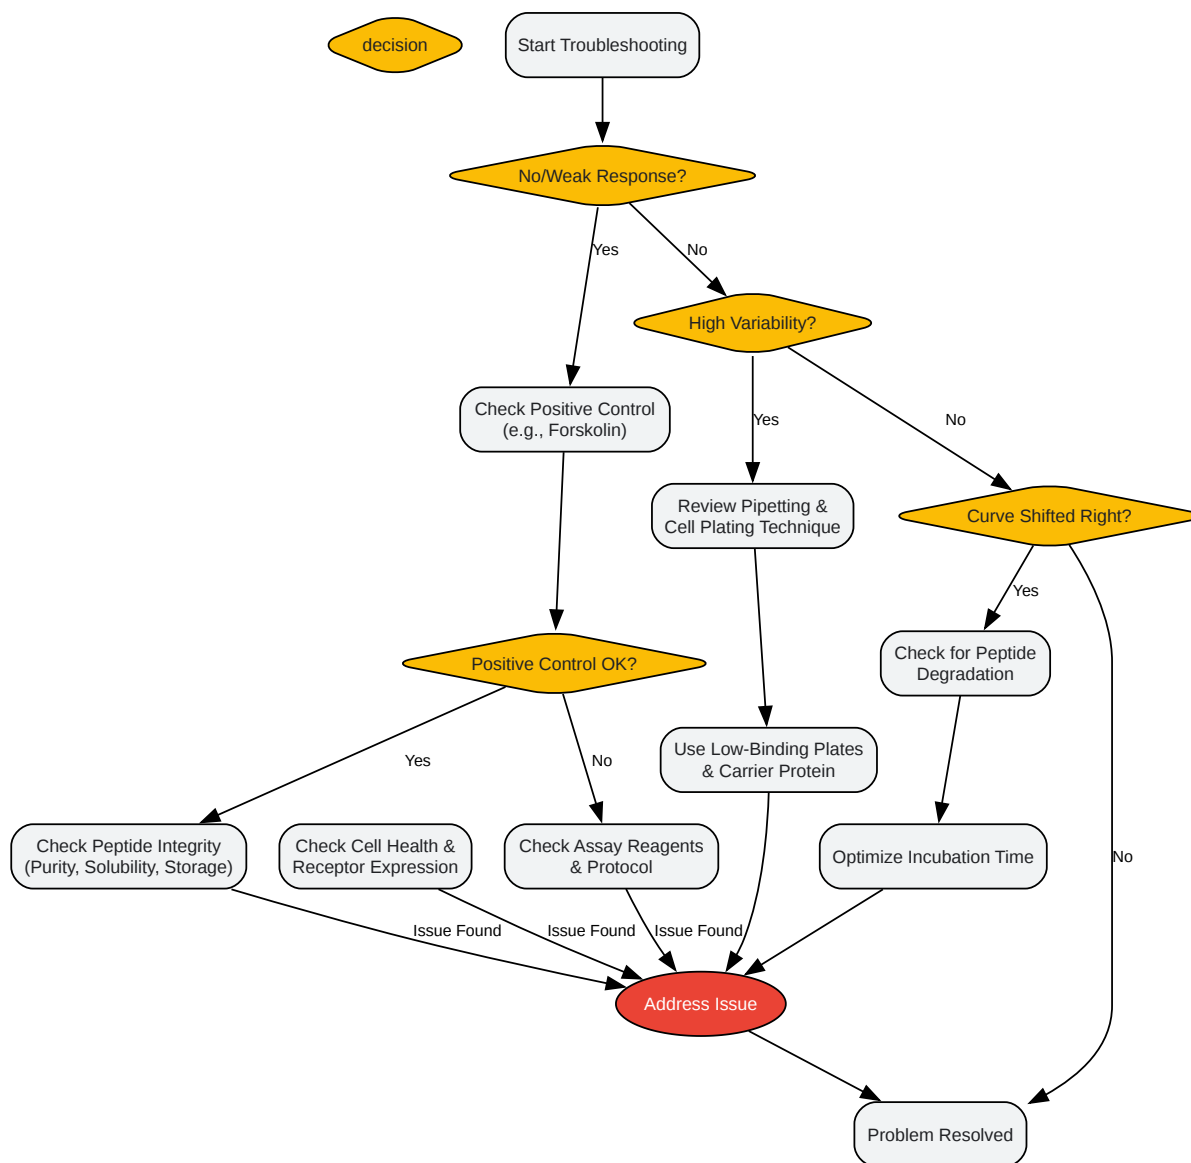 decision
Start Troubleshooting
No/Weak Response?
Yes
No
High Variability?
Check Positive Control
(e.g., Forskolin)
Yes
No
Review Pipetting &
Cell Plating Technique
Curve Shifted Right?
Yes
Check for Peptide
Degradation
Positive Control OK?
Use Low-Binding Plates
& Carrier Protein
Yes
No
Check Peptide Integrity
(Purity, Solubility, Storage)
Check Cell Health &
Receptor Expression
Check Assay Reagents
& Protocol
Optimize Incubation Time
No
Issue Found
Issue Found
Issue Found
Address Issue
Problem Resolved